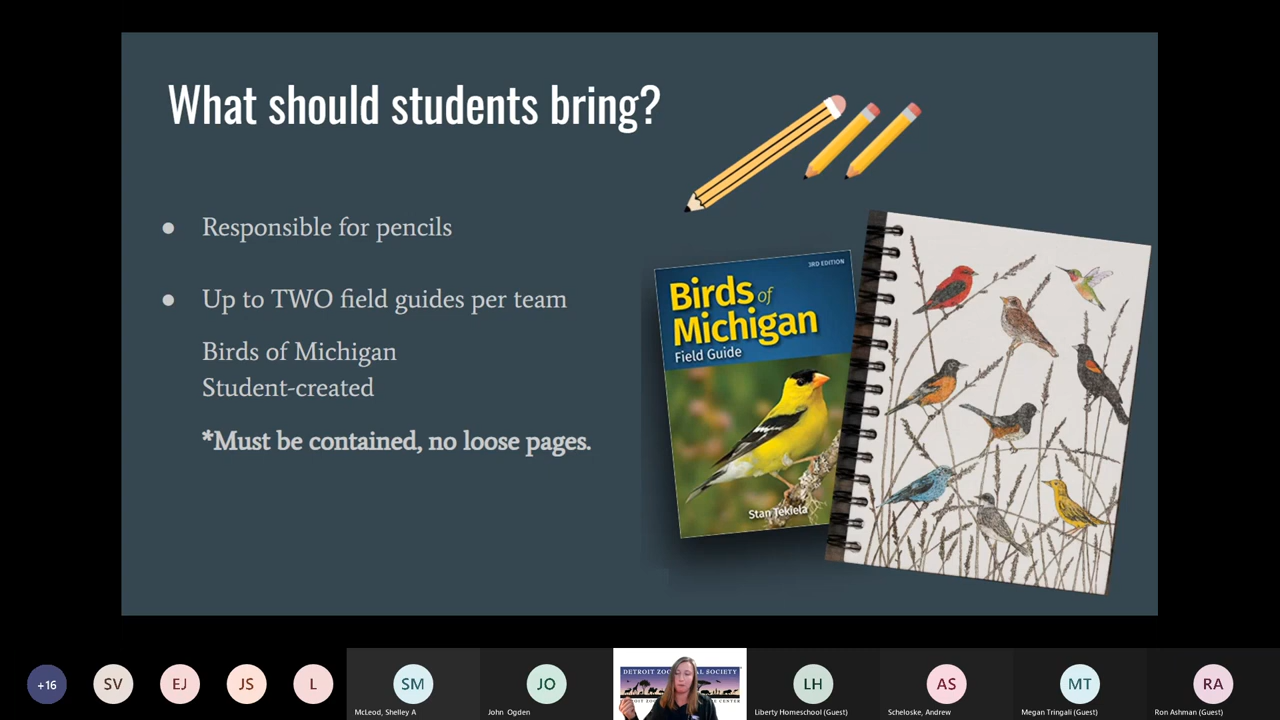 What should students bring?
Responsible for pencils
Up to TWO field guides per team
Birds of Michigan
Student-created
*Must be contained, no loose pages.
3RD EDITION
Birds of
Michigan
Field Guide
Stan Tekiela
+16
SV
EJ
JS
L
SM
McLeod, Shelley A
JO
John Ogden
DETROIT ZOO
SOCIETY
LH
Liberty Homeschool (Guest)
AS
Scheloske, Andrew
MT
Megan Tringali (Guest)
RA
Ron Ashman (Guest)